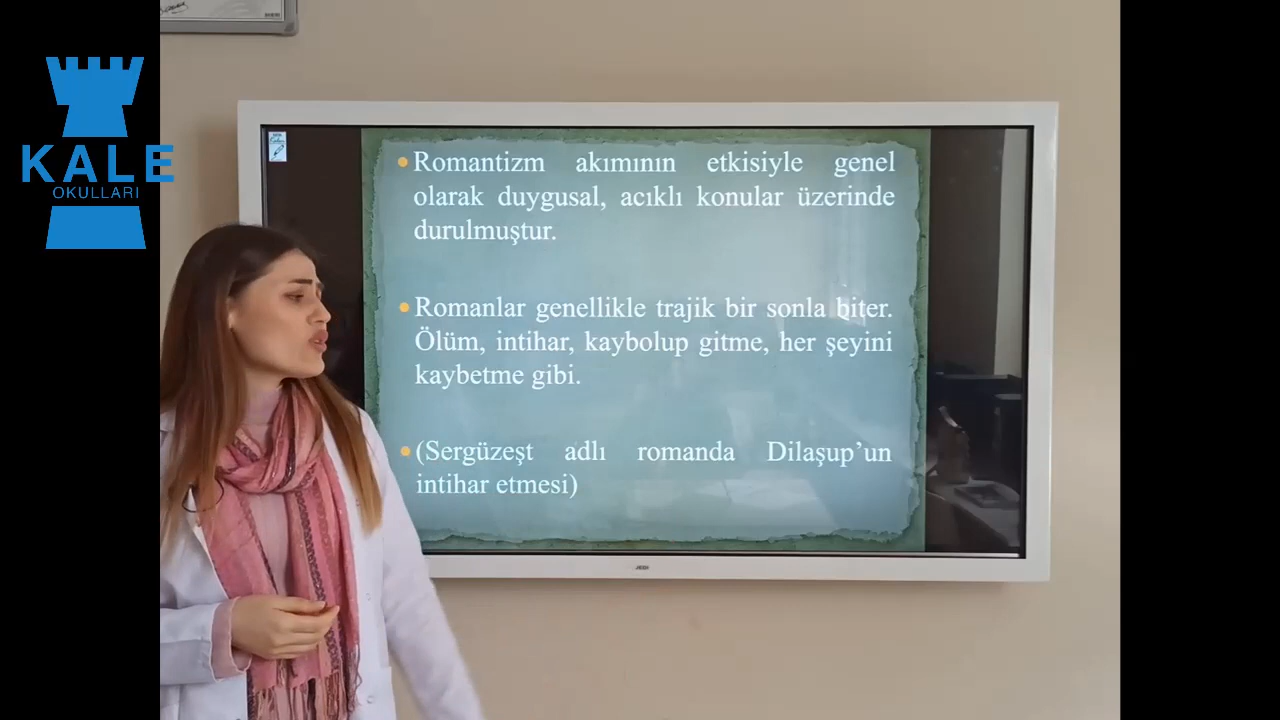 KALE
OKULLARI
Romantizm akımının etkisiyle genel
olarak duygusal, acıklı konular üzerinde
durulmuştur.
Romanlar genellikle trajik bir sonla biter.
Ölüm, intihar, kaybolup gitme, her şeyini
kaybetme gibi.
(Sergüzeşt adlı romanda Dilaşup’un
intihar etmesi)